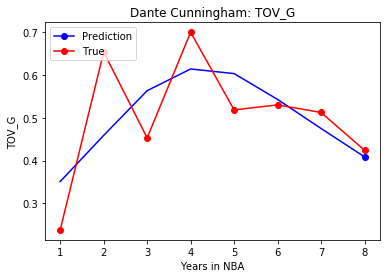 Dante Cunningham: TOV_G
Prediction
True
TOV_G
0.7
0.6
0.5
0.4
0.3
1 2 3 4 5 6 7 8
Years in NBA